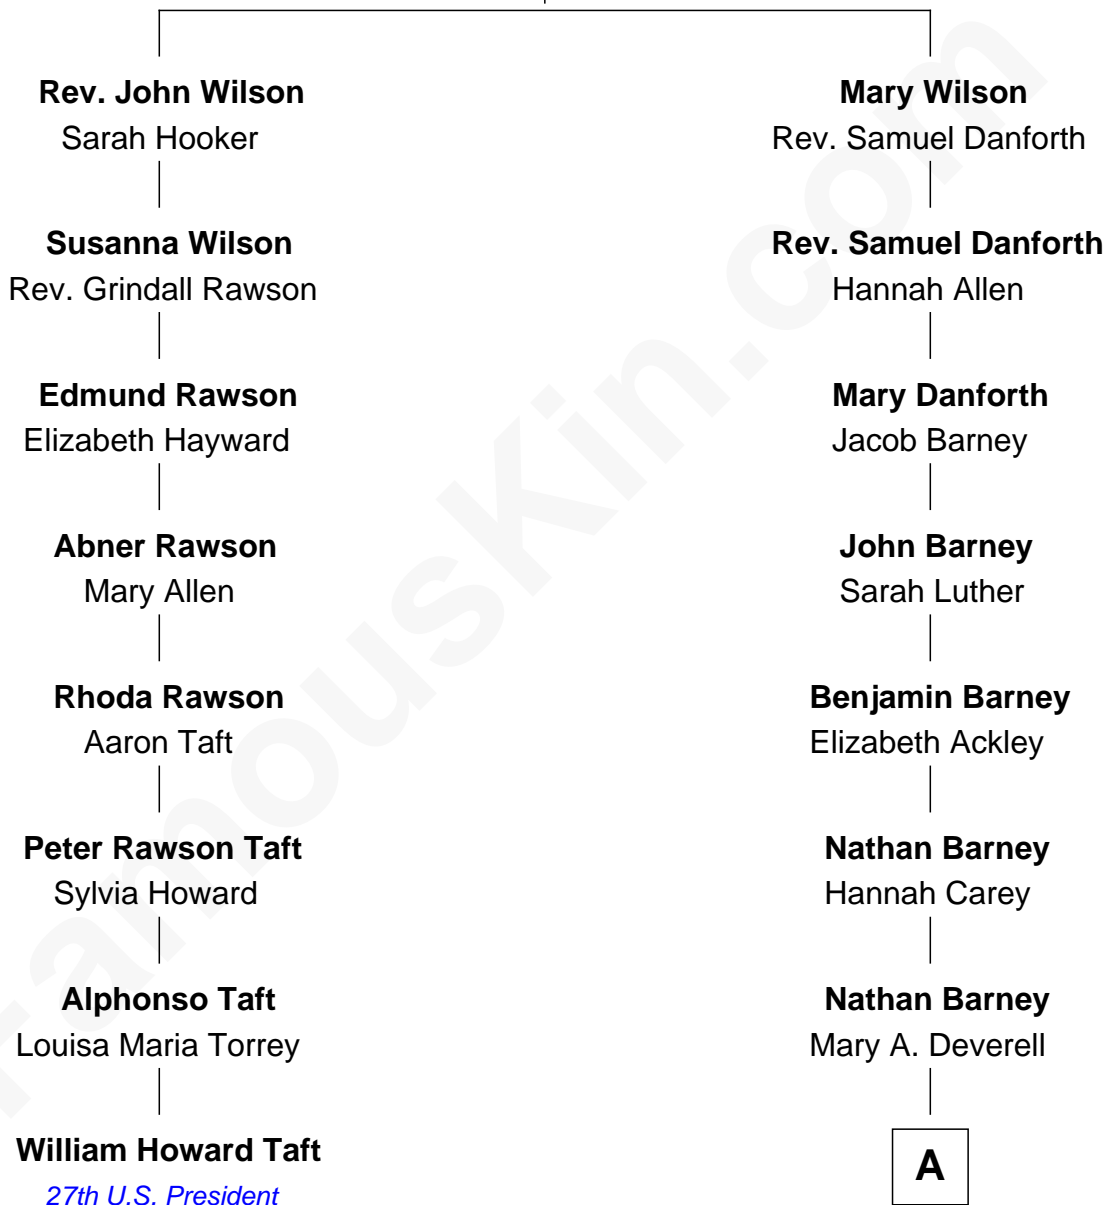 Rev. John Wilson
Sarah Hooker
Mary Wilson
Rev. Samuel Danforth
Susanna Wilson
Rev. Grindall Rawson
Rev. Samuel Danforth
Hannah Allen
Edmund Rawson
Elizabeth Hayward
Mary Danforth
Jacob Barney
Abner Rawson
Mary Allen
John Barney
Sarah Luther
Rhoda Rawson
Aaron Taft
Benjamin Barney
Elizabeth Ackley
Peter Rawson Taft
Sylvia Howard
Nathan Barney
Hannah Carey
Alphonso Taft
Louisa Maria Torrey
Nathan Barney
Mary A. Deverell
William Howard Taft
27th U.S. President
A
FamousKin.com